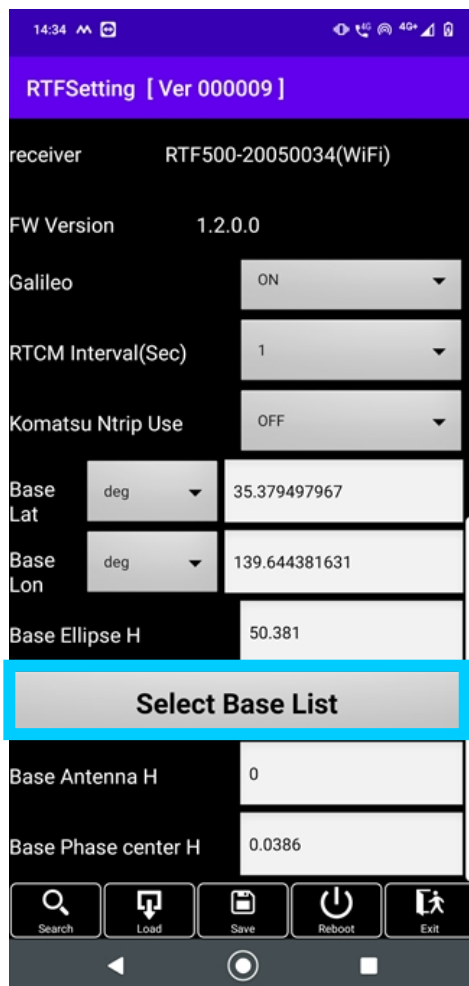 14:34
4G 4G+
RTFSetting [ Ver 000009 ]
receiver RTF500-20050034(WiFi)
FW Version 1.2.0.0
Galileo ON
RTCM Interval(Sec) 1
Komatsu Ntrip Use OFF
Base Lat deg 35.379497967
Base Lon deg 139.644381631
Base Ellipse H 50.381
Select Base List
Base Antenna H 0
Base Phase center H 0.0386
Search Load Save Reboot Exit